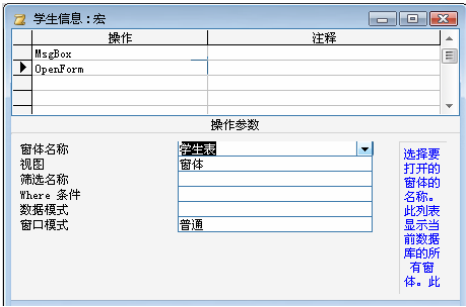 学生信息:宏
操作 注释
MsgBox
OpenForm
操作参数
窗体名称 学生表
视图 窗体
筛选名称
Where 条件
数据模式
窗口模式 普通
选择要
打开的
窗体的
名称。
此列表
显示当
前数据
库的所
有窗
体。此